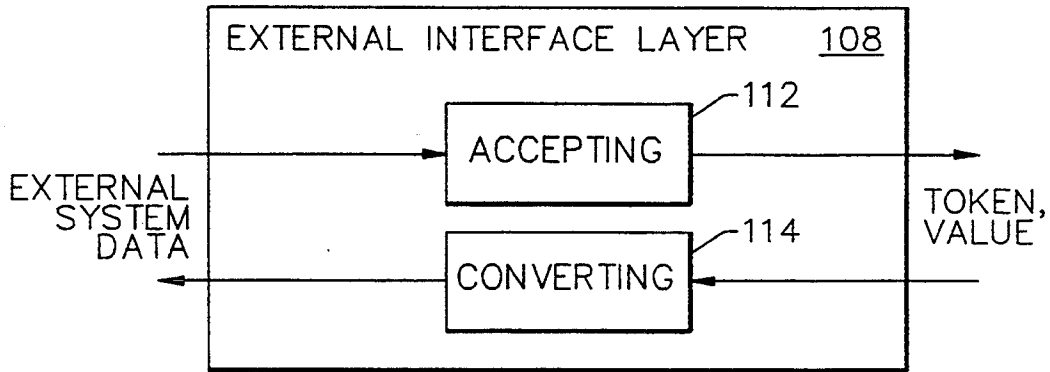 EXTERNAL INTERFACE LAYER 108
112
ACCEPTING
EXTERNAL
SYSTEM
DATA
TOKEN,
VALUE
114
CONVERTING